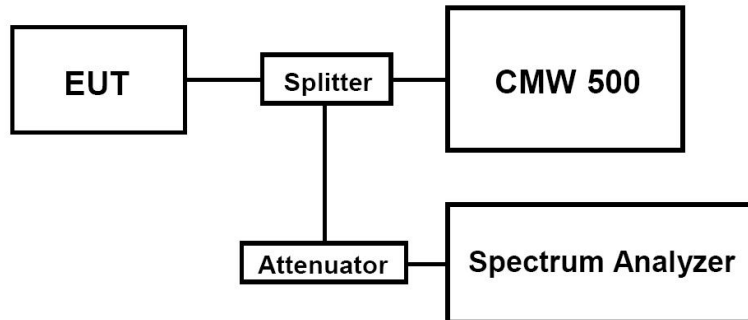 EUT
Splitter
CMW 500
Attenuator
Spectrum Analyzer